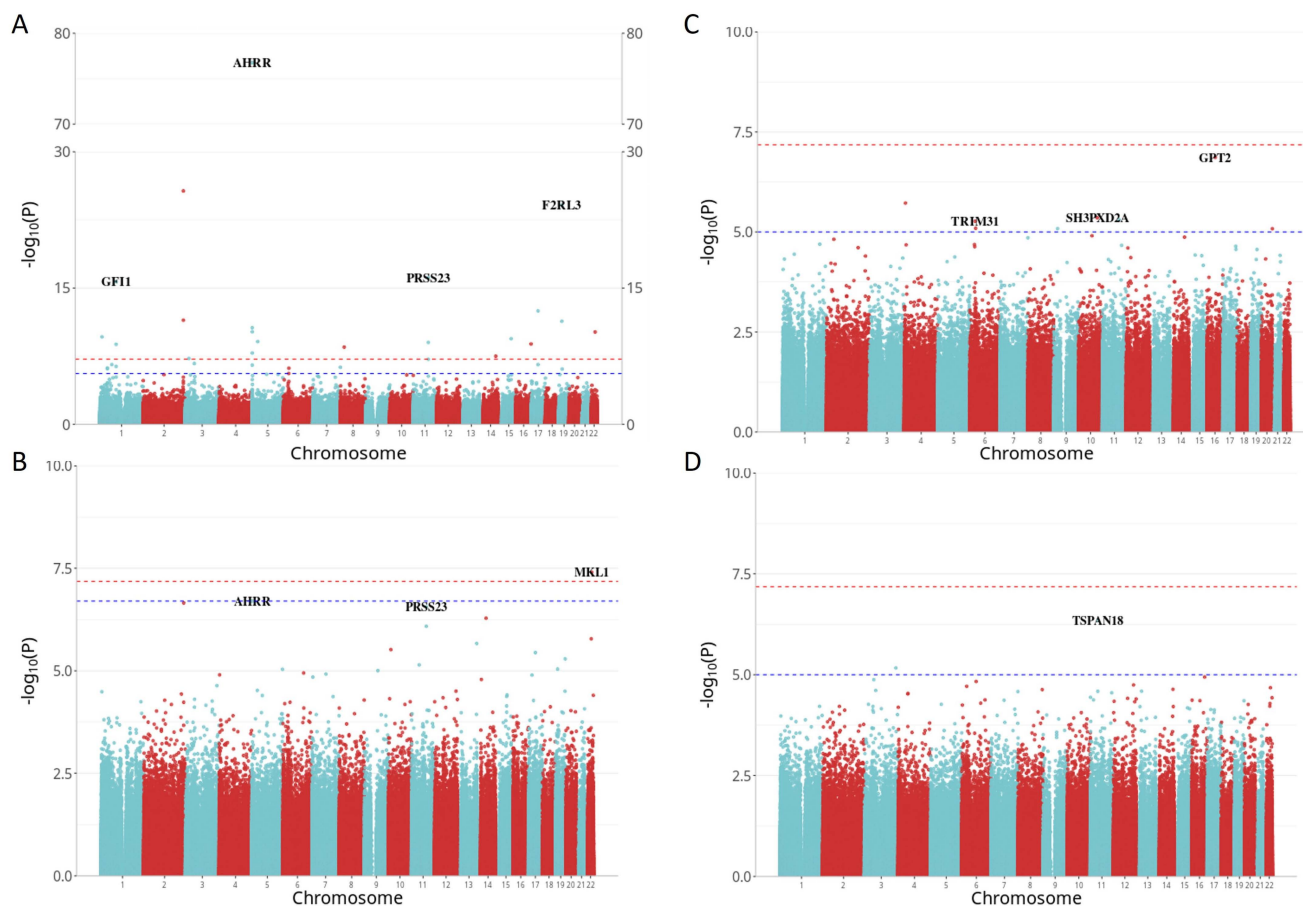 A
80
80
AHRR
70
70
30
30
F2RL3
PRSS23
GFI1
15
15
-log10(P)
0
0
1 2 3 4 5 6 7 8 9 10 11 12 13 14 15 16 17 18 19 20 21 22
Chromosome
B
10.0
7.5
MKL1
AHRR
PRSS23
5.0
-log10(P)
2.5
0.0
1 2 3 4 5 6 7 8 9 10 11 12 13 14 15 16 17 18 19 20 21 22
Chromosome
C
10.0
7.5
GPT2
TRIM31
SH3PXD2A
5.0
-log10(P)
2.5
0.0
1 2 3 4 5 6 7 8 9 10 11 12 13 14 15 16 17 18 19 20 21 22
Chromosome
D
10.0
7.5
TSPAN18
5.0
-log10(P)
2.5
0.0
1 2 3 4 5 6 7 8 9 10 11 12 13 14 15 16 17 18 19 20 21 22
Chromosome